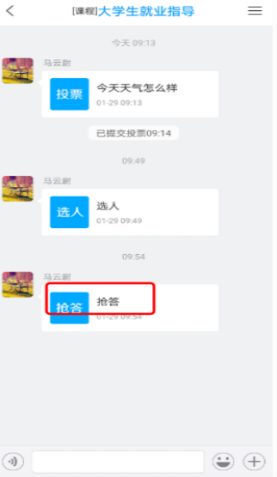 [课程]大学生就业指导
今天 09:13
马云尉
投票
今天天气怎么样
01-29 09:13
已提交投票09:14
09:49
马云尉
选人
选人
01-29 09:49
09:54
马云尉
抢答
抢答
01-29 09:54